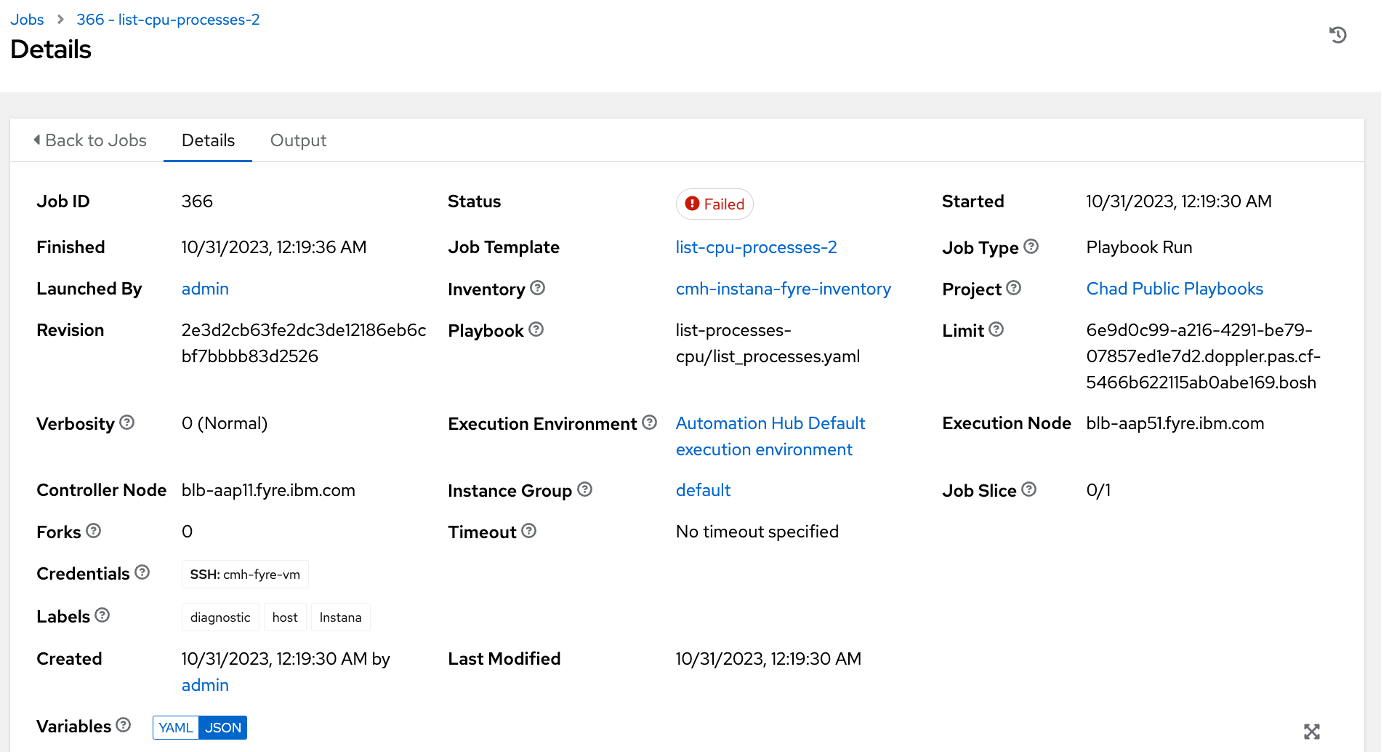 Jobs > 366 - list-cpu-processes-2
Details
Back to Jobs Details Output
Job ID 366 Status Failed Started 10/31/2023, 12:19:30 AM
Finished 10/31/2023, 12:19:36 AM Job Template list-cpu-processes-2 Job Type Playbook Run
Launched By admin Inventory cmh-instana-fyre-inventory Project Chad Public Playbooks
Revision 2e3d2cb63fe2dc3de12186eb6c Playbook list-processes- Limit 6e9d0c99-a216-4291-be79-
bf7bbbb83d2526 cpu/list_processes.yaml 07857ed1e7d2.doppler.pas.cf-
5466b622115ab0abe169.bosh
Verbosity 0 (Normal) Execution Environment Automation Hub Default Execution Node blb-aap51.fyre.ibm.com
execution environment
Controller Node blb-aap11.fyre.ibm.com Instance Group default Job Slice 0/1
Forks 0 Timeout No timeout specified
Credentials SSH: cmh-fyre-vm
Labels diagnostic host Instana
Created 10/31/2023, 12:19:30 AM by Last Modified 10/31/2023, 12:19:30 AM
admin
Variables YAML JSON